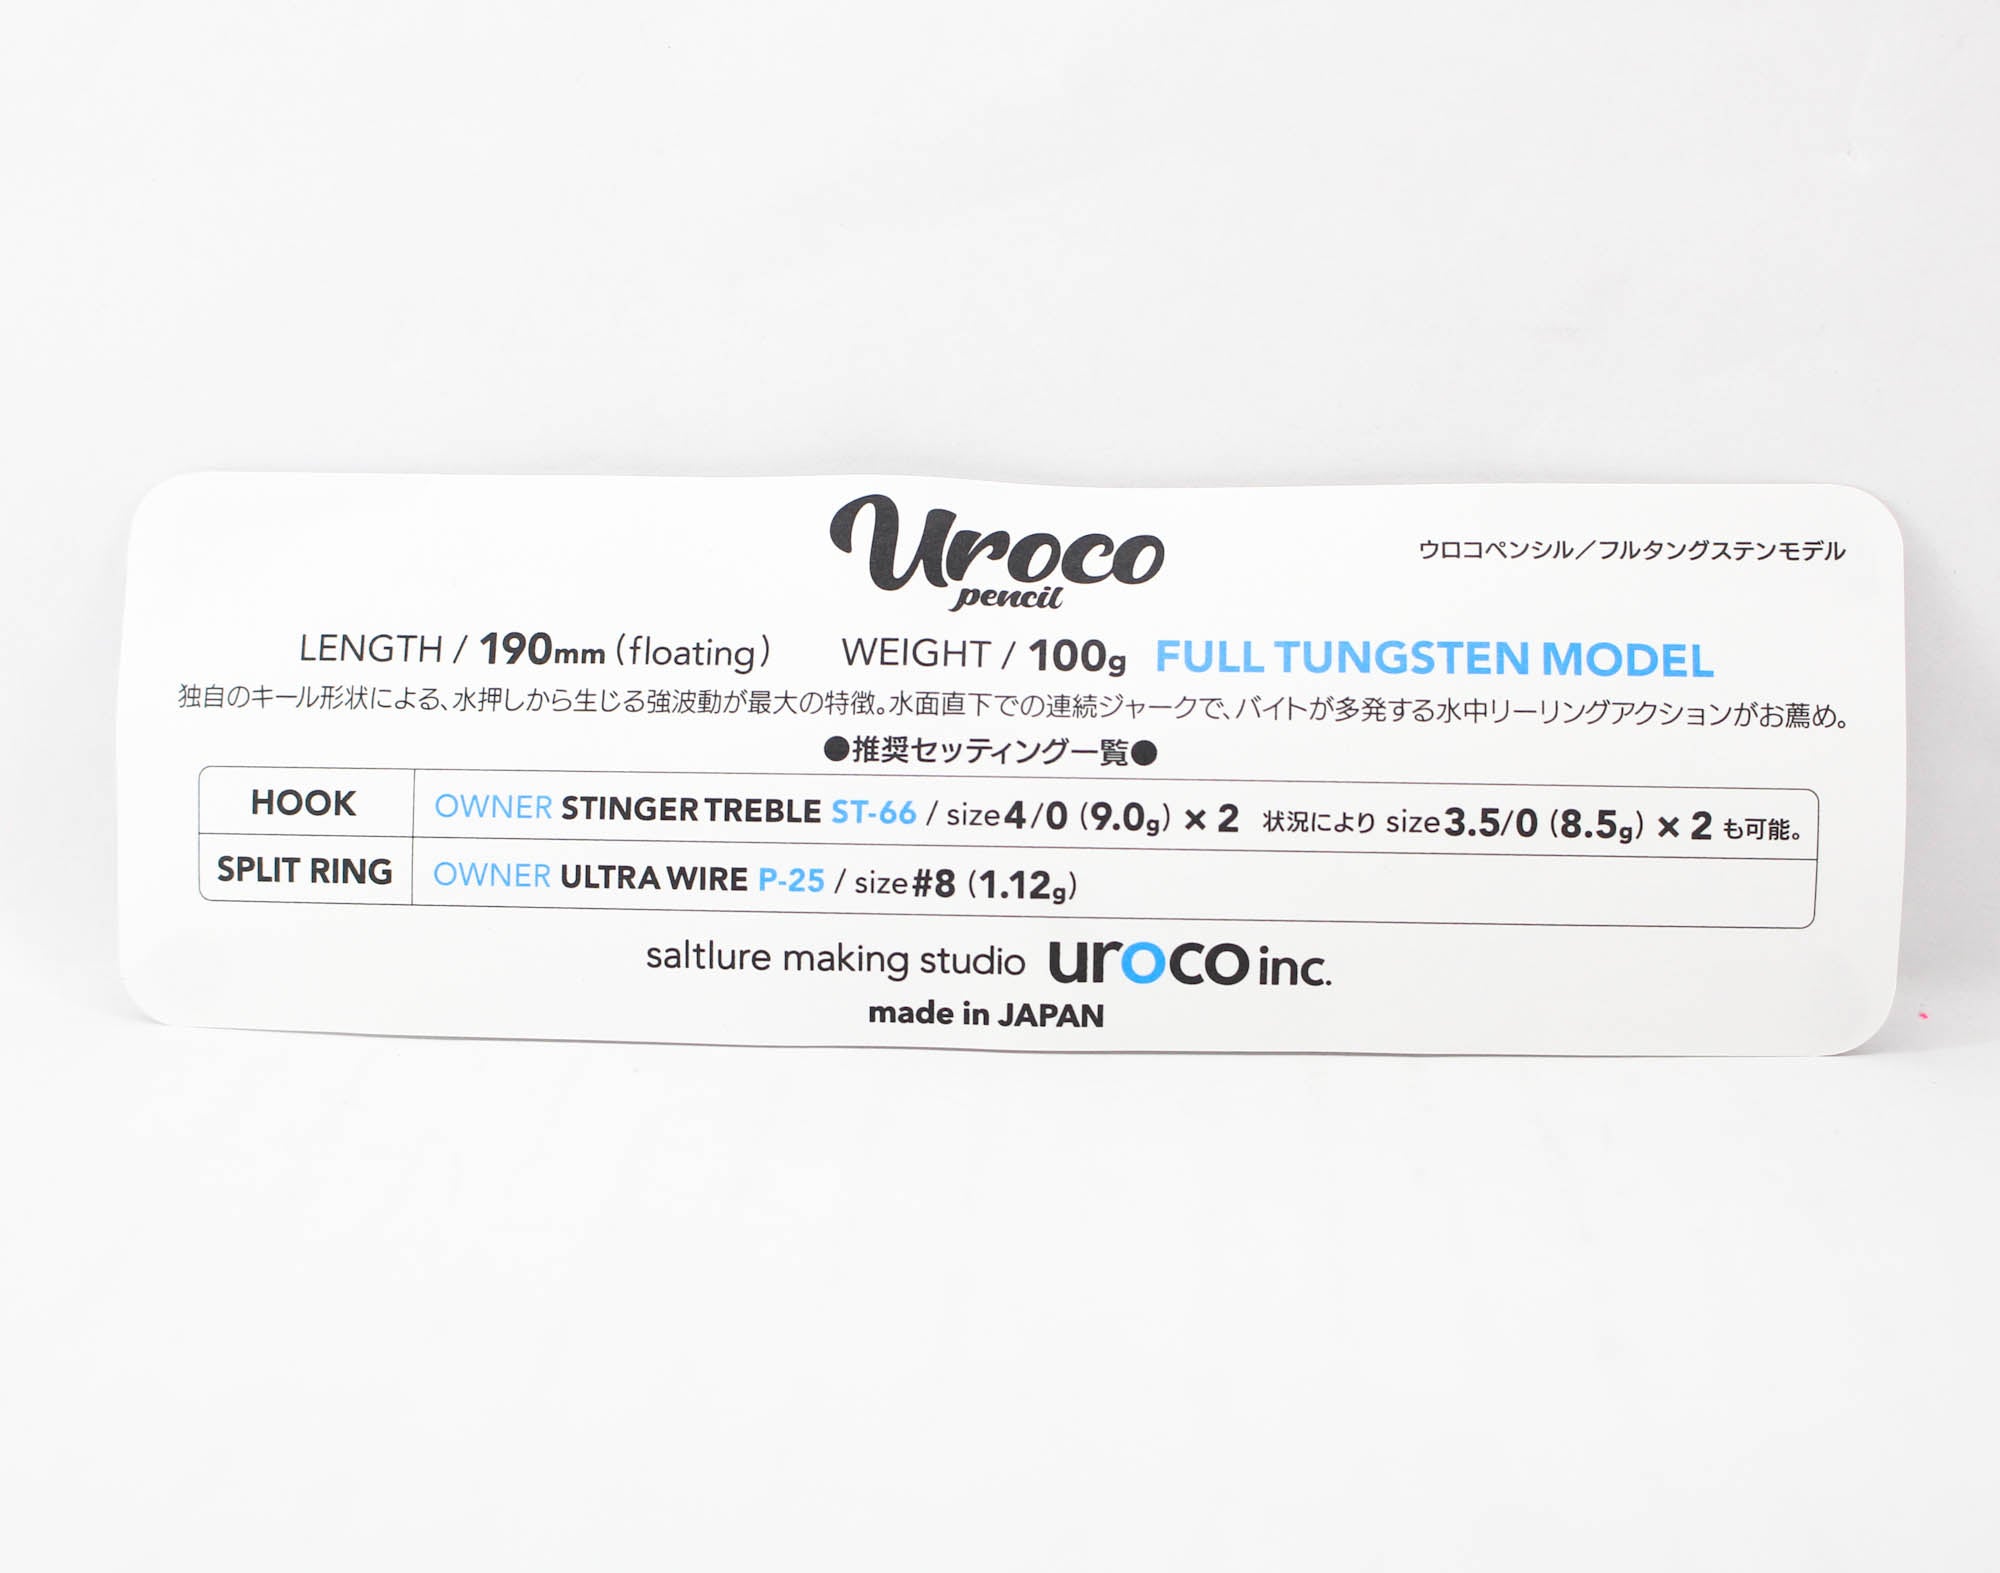 Uroco
pencil
ウロコペンシル／フルタングステンモデル
LENGTH / 190mm (floating) WEIGHT / 100g FULL TUNGSTEN MODEL
独自のキール形状による、水押しから生じる強波動が最大の特徴。水面直下での連続ジャークで、バイトが多発する水中リーリングアクションがお薦め。
●推奨セッティング一覧●
HOOK OWNER STINGER TREBLE ST-66 / size 4/0 (9.0g) × 2 状況により size 3.5/0 (8.5g) × 2 も可能。
SPLIT RING OWNER ULTRA WIRE P-25 / size #8 (1.12g)
saltlure making studio uroco inc.
made in JAPAN